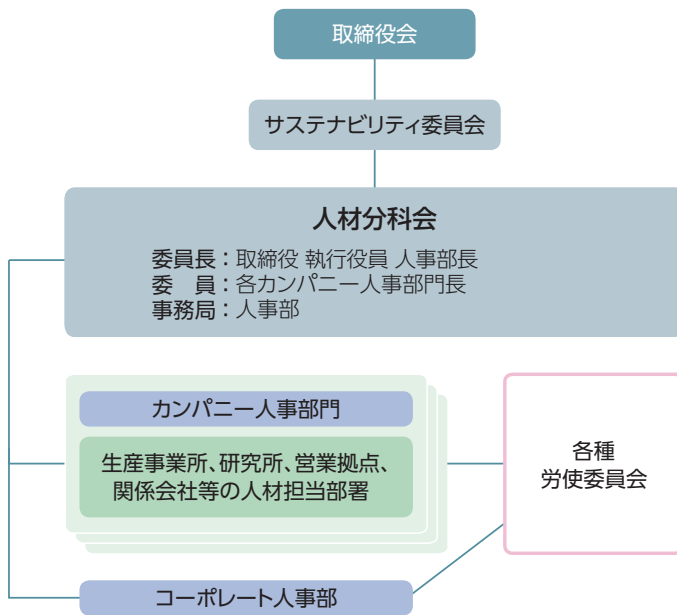 取締役会
サステナビリティ委員会
人材分科会
委員長：取締役 執行役員 人事部長
委　員：各カンパニー人事部門長
事務局：人事部
カンパニー人事部門
生産事業所、研究所、営業拠点、
関係会社等の人材担当部署
各種
労使委員会
コーポレート人事部